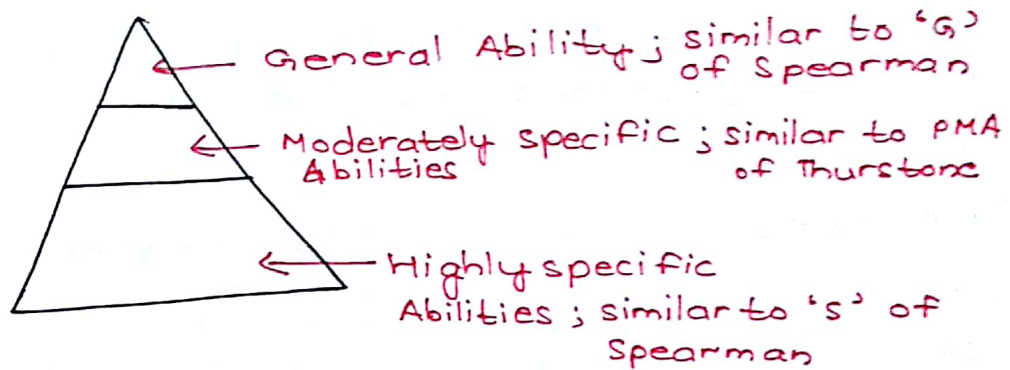 General Ability ; similar to 'G'
of Spearman
Moderately specific ; similar to PMA
Abilities of Thurstone
Highly specific
Abilities ; similar to 's' of
Spearman